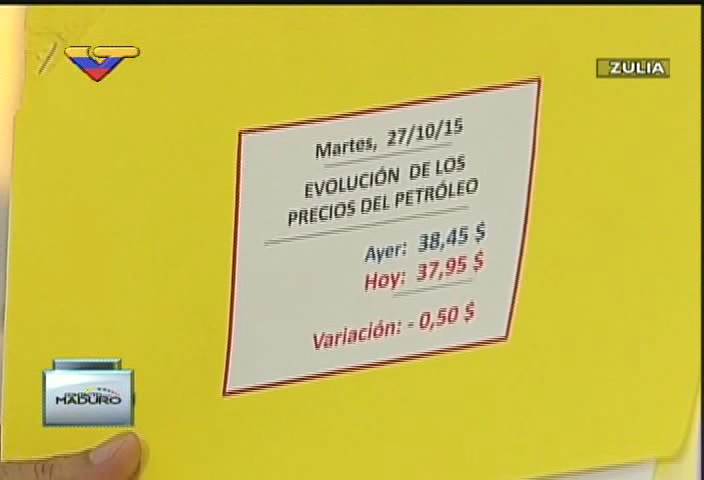 ZULIA
Martes, 27/10/15
EVOLUCIÓN DE LOS
PRECIOS DEL PETRÓLEO
Ayer: 38,45 $
Hoy: 37,95 $
Variación: - 0,50 $
MADURO